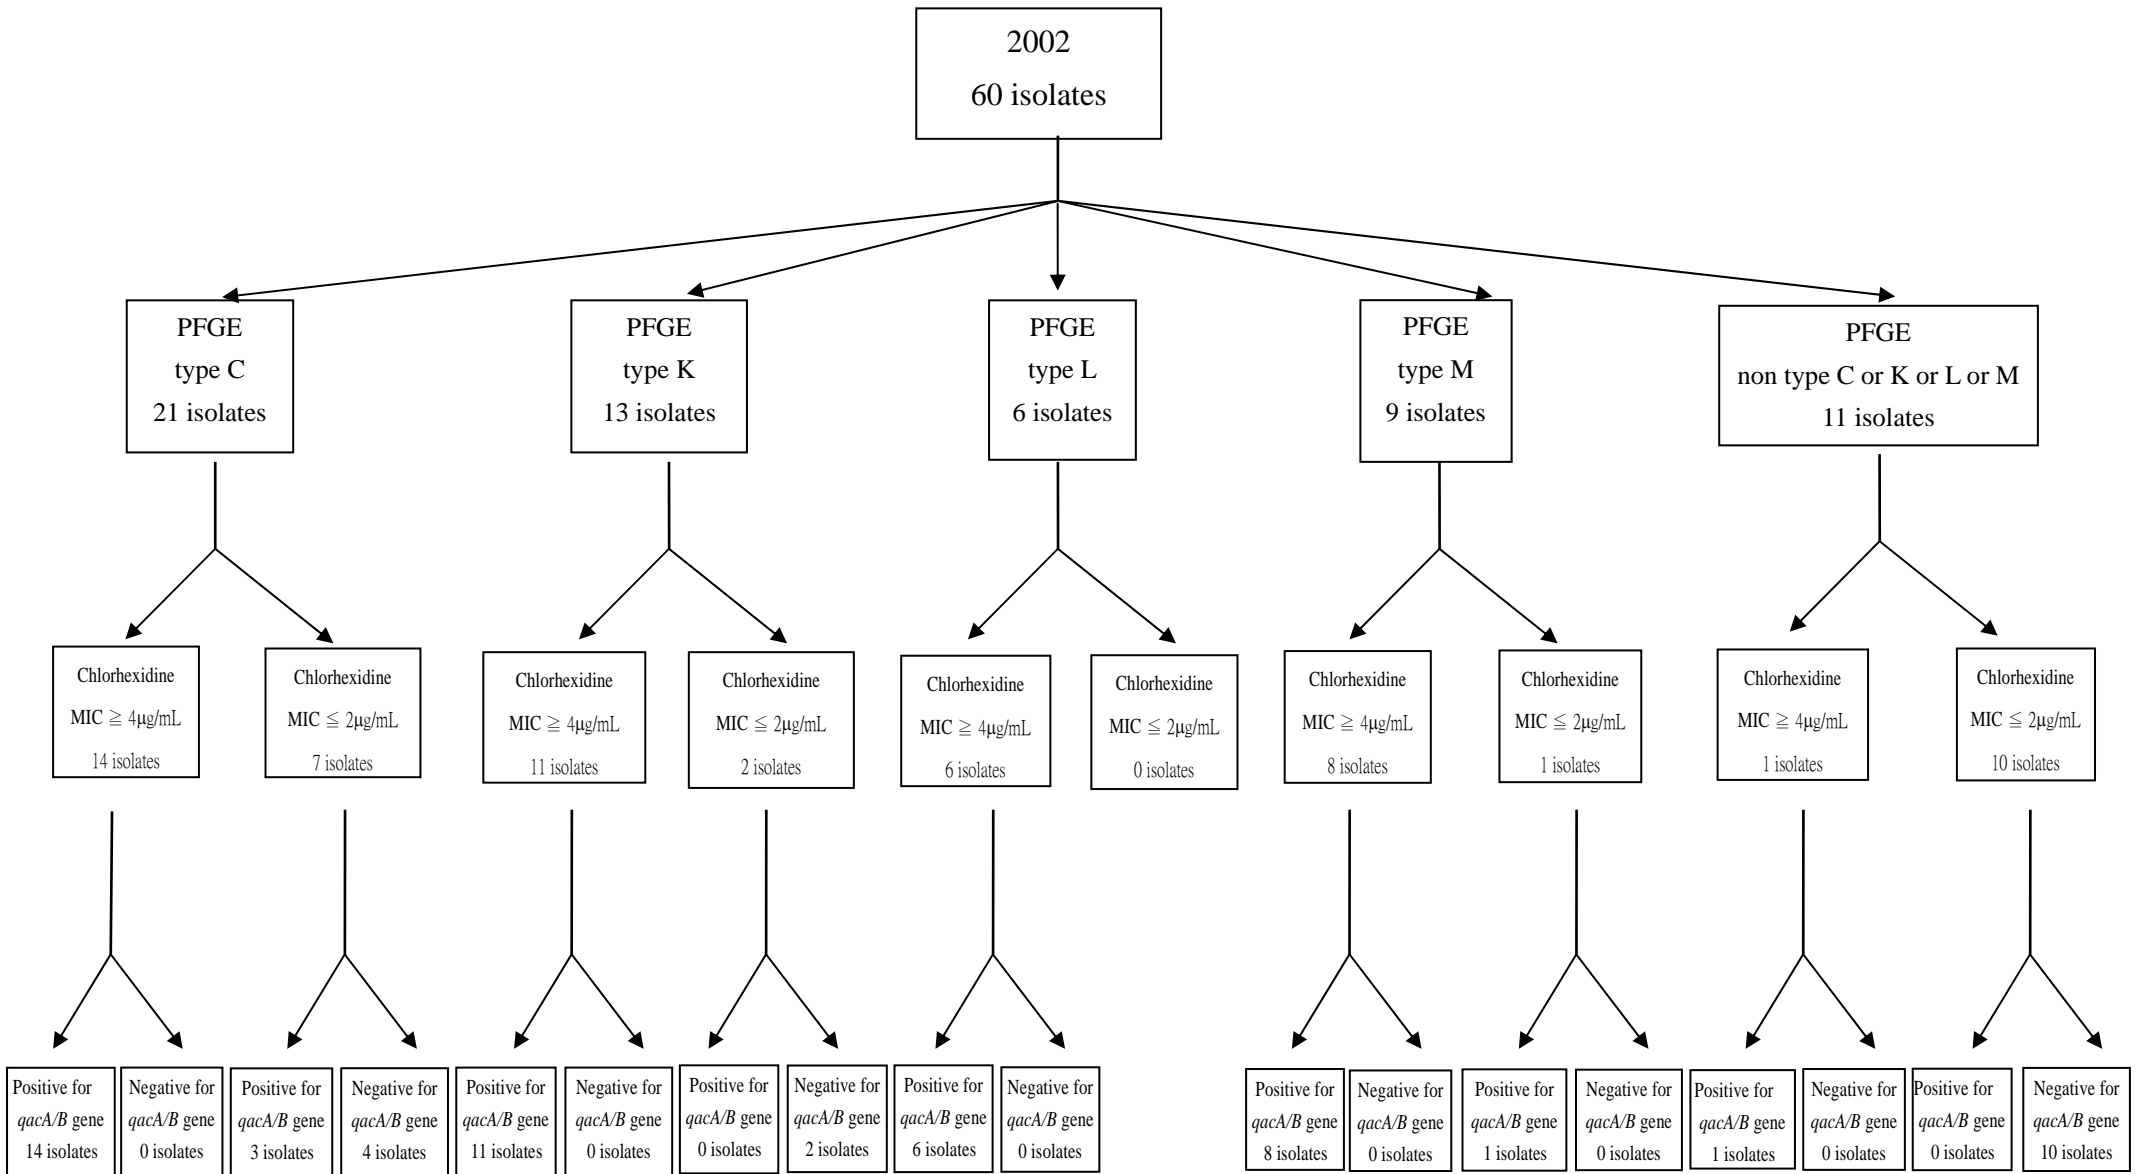 2002
60 isolates
PFGE
type C
21 isolates
PFGE
type K
13 isolates
PFGE
type L
6 isolates
PFGE
type M
9 isolates
PFGE
non type C or K or L or M
11 isolates
Chlorhexidine
MIC ≧ 4μg/mL
14 isolates
Chlorhexidine
MIC ≦ 2μg/mL
7 isolates
Chlorhexidine
MIC ≧ 4μg/mL
11 isolates
Chlorhexidine
MIC ≦ 2μg/mL
2 isolates
Chlorhexidine
MIC ≧ 4μg/mL
6 isolates
Chlorhexidine
MIC ≦ 2μg/mL
0 isolates
Chlorhexidine
MIC ≧ 4μg/mL
8 isolates
Chlorhexidine
MIC ≦ 2μg/mL
1 isolates
Chlorhexidine
MIC ≧ 4μg/mL
1 isolates
Chlorhexidine
MIC ≦ 2μg/mL
10 isolates
Positive for
qacA/B gene
14 isolates
Negative for
qacA/B gene
0 isolates
Positive for
qacA/B gene
3 isolates
Negative for
qacA/B gene
4 isolates
Positive for
qacA/B gene
11 isolates
Negative for
qacA/B gene
0 isolates
Positive for
qacA/B gene
0 isolates
Negative for
qacA/B gene
2 isolates
Positive for
qacA/B gene
6 isolates
Negative for
qacA/B gene
0 isolates
Positive for
qacA/B gene
8 isolates
Negative for
qacA/B gene
0 isolates
Positive for
qacA/B gene
1 isolates
Negative for
qacA/B gene
0 isolates
Positive for
qacA/B gene
1 isolates
Negative for
qacA/B gene
0 isolates
Positive for
qacA/B gene
0 isolates
Negative for
qacA/B gene
10 isolates